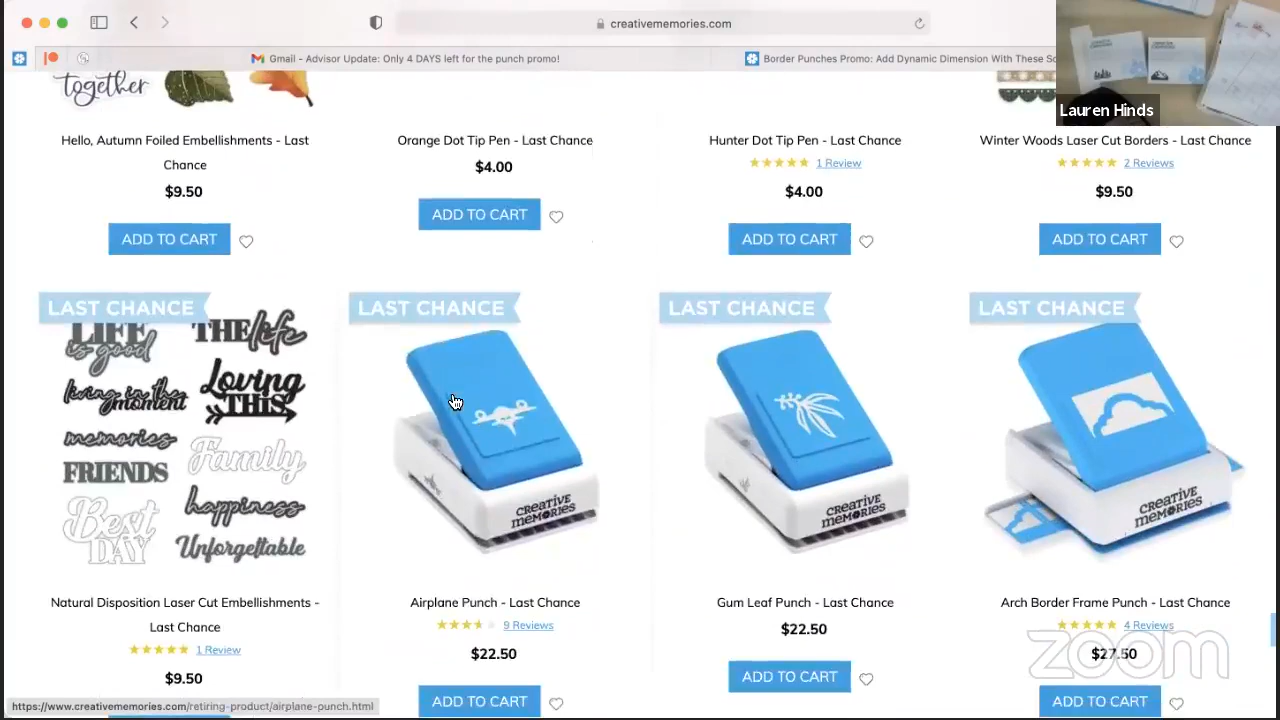 creativememories.com
Gmail - Advisor Update: Only 4 DAYS left for the punch promo!
Border Punches Promo: Add Dynamic Dimension With These Sc
Lauren Hinds
together
Hello, Autumn Foiled Embellishments - Last
Chance
$9.50
ADD TO CART
Orange Dot Tip Pen - Last Chance
$4.00
ADD TO CART
Hunter Dot Tip Pen - Last Chance
1 Review
$4.00
ADD TO CART
Winter Woods Laser Cut Borders - Last Chance
2 Reviews
$9.50
ADD TO CART
LAST CHANCE
LIFE
is good
THE life
living in the
moment
Loving
THIS
memories
FRIENDS
Family
Best
DAY
happiness
Unforgettable
Natural Disposition Laser Cut Embellishments -
Last Chance
1 Review
$9.50
LAST CHANCE
CREATIVE
MEMORIES
Airplane Punch - Last Chance
9 Reviews
$22.50
ADD TO CART
LAST CHANCE
CREATIVE
MEMORIES
Gum Leaf Punch - Last Chance
$22.50
ADD TO CART
LAST CHANCE
CREATIVE
MEMORIES
Arch Border Frame Punch - Last Chance
4 Reviews
$27.50
ADD TO CART
zoom
https://www.creativememories.com/retiring-product/airplane-punch.html